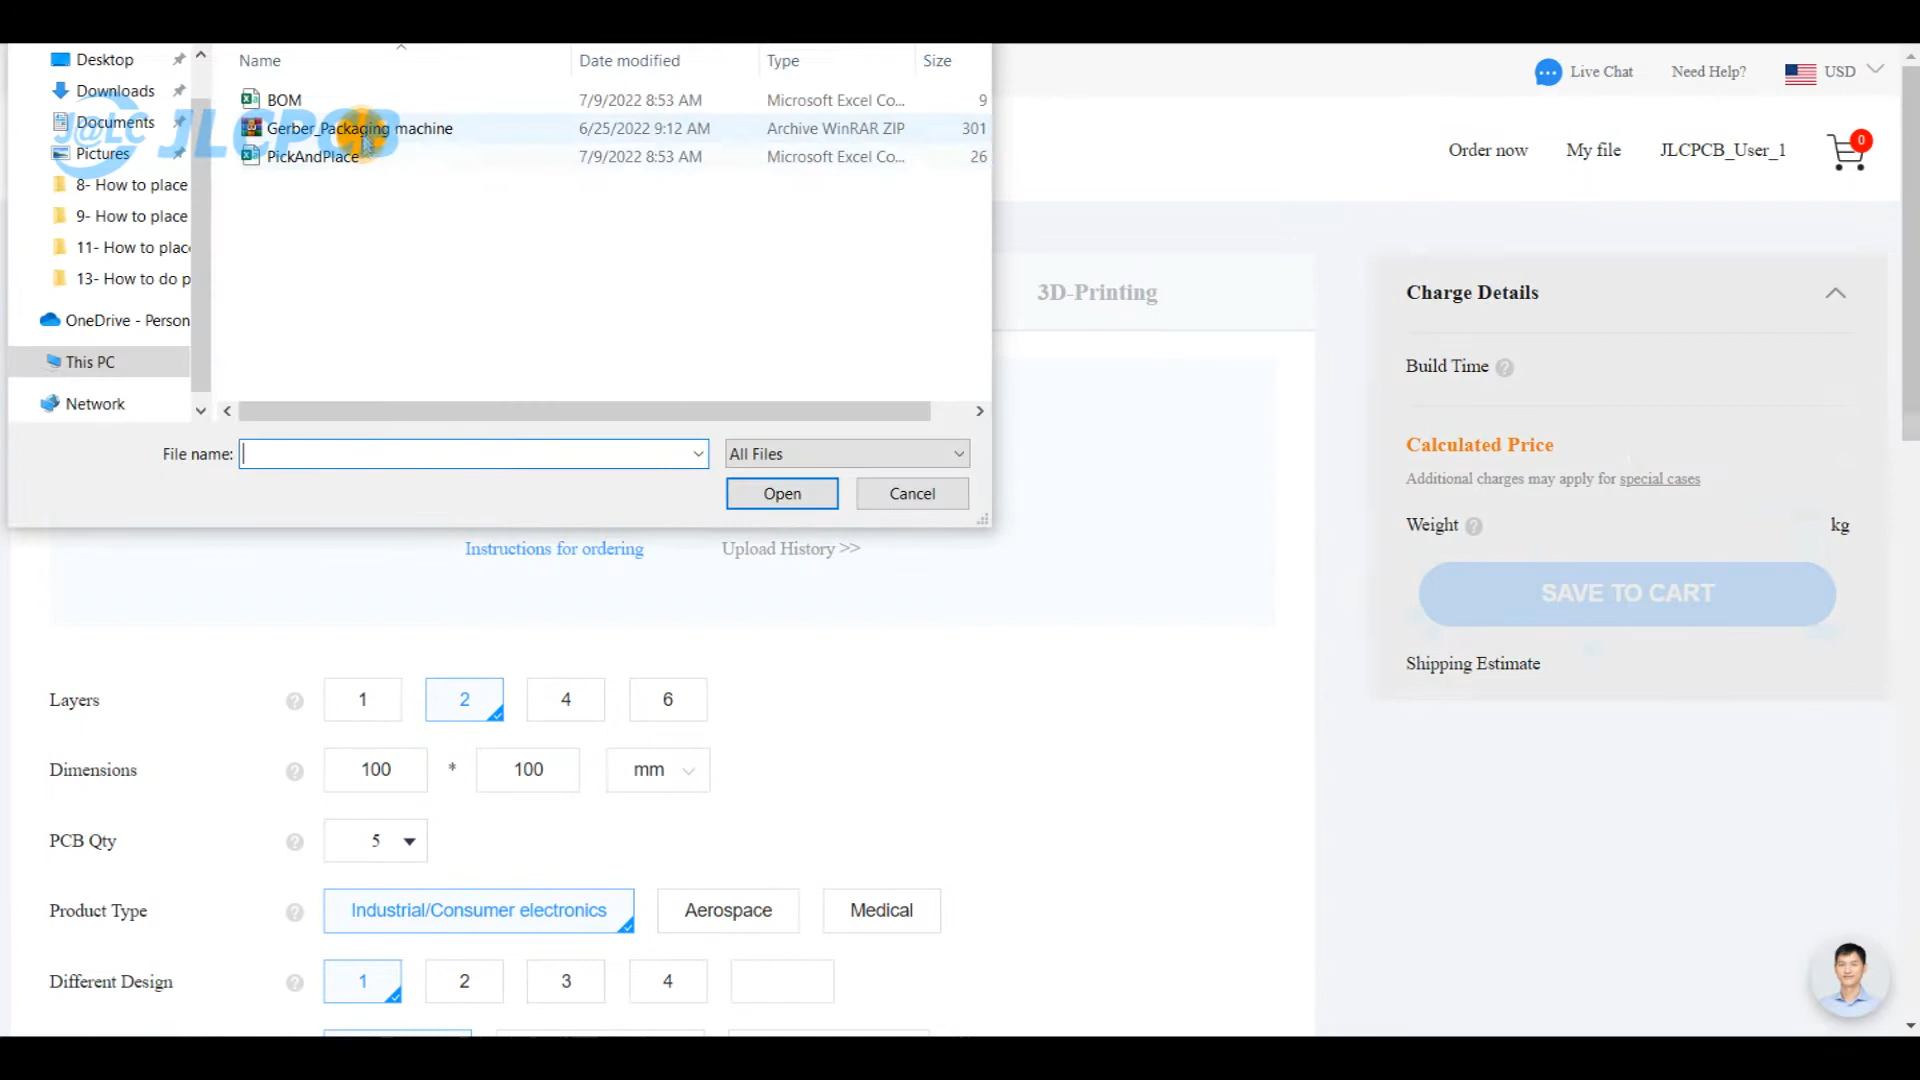 Name Date modified Type Size
Desktop
Downloads
Documents
Pictures
8- How to place
9- How to place
11- How to plac
13- How to do p
OneDrive - Person
This PC
Network
BOM 7/9/2022 8:53 AM Microsoft Excel Co... 9
Gerber_Packaging machine 6/25/2022 9:12 AM Archive WinRAR ZIP 301
PickAndPlace 7/9/2022 8:53 AM Microsoft Excel Co... 26
J@LC JLCPCB
File name: All Files
Open Cancel
Live Chat Need Help? USD
Order now My file JLCPCB_User_1 0
3D-Printing
Instructions for ordering Upload History >>
Charge Details
Build Time ?
Calculated Price
Additional charges may apply for special cases
Weight ? kg
SAVE TO CART
Shipping Estimate
Layers ? 1 2 4 6
Dimensions ? 100 * 100 mm
PCB Qty ? 5
Product Type ? Industrial/Consumer electronics Aerospace Medical
Different Design ? 1 2 3 4